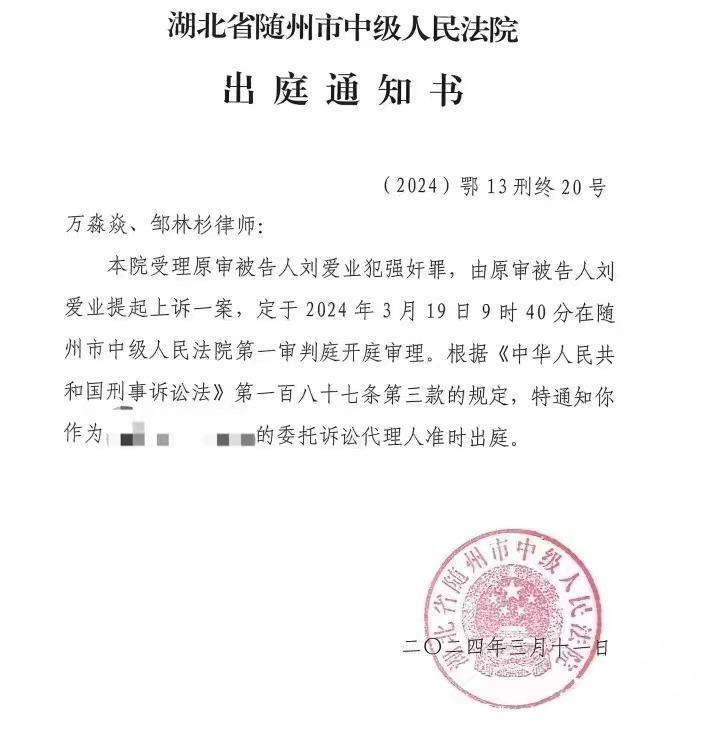 湖北省随州市中级人民法院
出庭通知书
（2024）鄂13刑终20号
万淼焱、邹林杉律师：
本院受理原审被告人刘爱业犯强奸罪，由原审被告人刘
爱业提起上诉一案，定于2024年3月19日9时40分在随
州市中级人民法院第一审判庭开庭审理。根据《中华人民共
和国刑事诉讼法》第一百八十七条第三款的规定，特通知你
作为的委托诉讼代理人准时出庭。
湖北省随州市中级人民法院
二〇二四年三月十一日